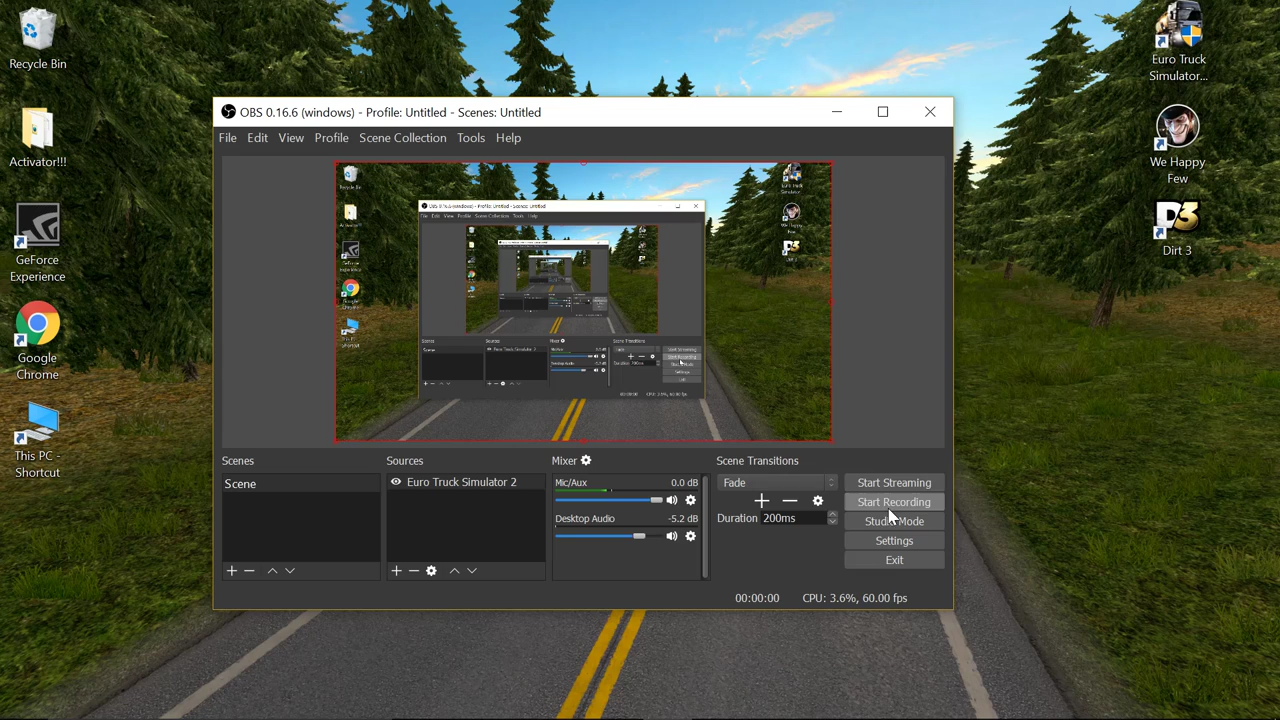 Recycle Bin
Activator!!!
GeForce
Experience
Google
Chrome
This PC -
Shortcut
Euro Truck
Simulator...
We Happy
Few
Dirt 3
OBS 0.16.6 (windows) - Profile: Untitled - Scenes: Untitled
File Edit View Profile Scene Collection Tools Help
Scenes
Scene
Sources
Euro Truck Simulator 2
Mixer
Mic/Aux 0.0 dB
Desktop Audio -5.2 dB
Scene Transitions
Fade
Duration 200ms
Start Streaming
Start Recording
Studio Mode
Settings
Exit
00:00:00 CPU: 3.6%, 60.00 fps